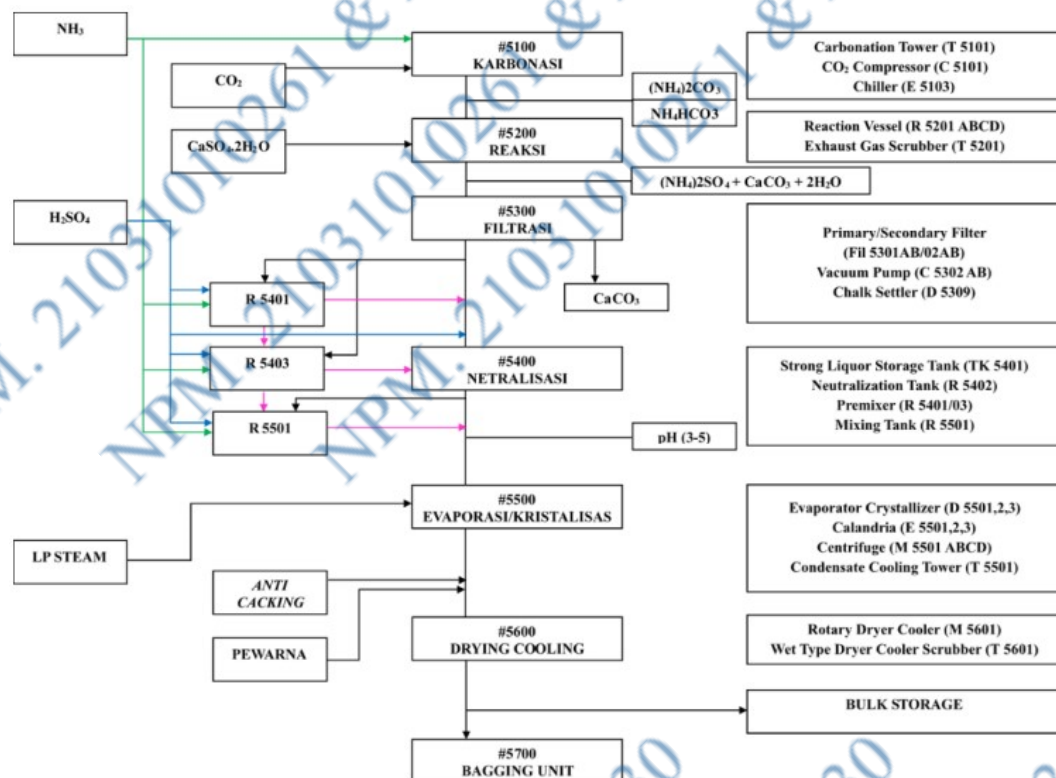 NH₃
#5100
KARBONASI
Carbonation Tower (T 5101)
CO₂ Compressor (C 5101)
Chiller (E 5103)
CO₂
(NH₄)2CO₃
NH₄HCO3
CaSO₄.2H₂O
#5200
REAKSI
Reaction Vessel (R 5201 ABCD)
Exhaust Gas Scrubber (T 5201)
(NH₄)2SO₄ + CaCO₃ + 2H₂O
H₂SO₄
#5300
FILTRASI
Primary/Secondary Filter
(Fil 5301AB/02AB)
Vacuum Pump (C 5302 AB)
Chalk Settler (D 5309)
R 5401
CaCO₃
R 5403
#5400
NETRALISASI
Strong Liquor Storage Tank (TK 5401)
Neutralization Tank (R 5402)
Premixer (R 5401/03)
Mixing Tank (R 5501)
R 5501
pH (3-5)
#5500
EVAPORASI/KRISTALISAS
Evaporator Crystallizer (D 5501,2,3)
Calandria (E 5501,2,3)
Centrifuge (M 5501 ABCD)
Condensate Cooling Tower (T 5501)
LP STEAM
ANTI
CACKING
PEWARNA
#5600
DRYING COOLING
Rotary Dryer Cooler (M 5601)
Wet Type Dryer Cooler Scrubber (T 5601)
BULK STORAGE
#5700
BAGGING UNIT
NPM. 21031010261 &
NPM. 21031010261 &